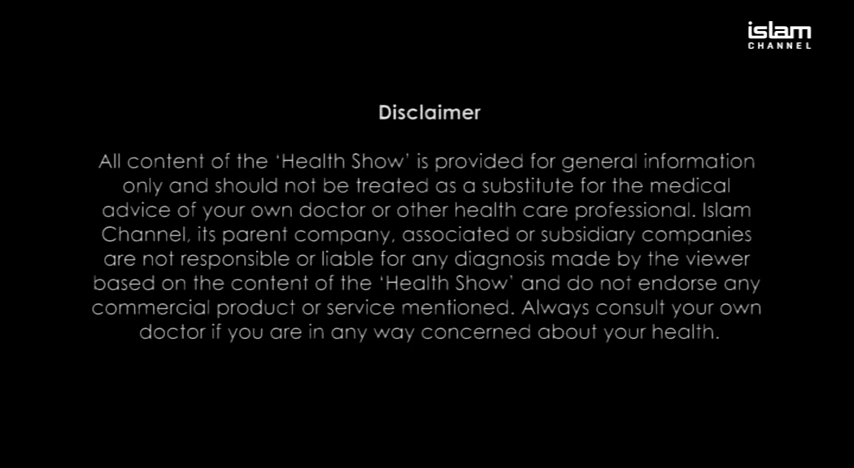 islam
CHANNEL
Disclaimer
All content of the ‘Health Show’ is provided for general information
only and should not be treated as a substitute for the medical
advice of your own doctor or other health care professional. Islam
Channel, its parent company, associated or subsidiary companies
are not responsible or liable for any diagnosis made by the viewer
based on the content of the ‘Health Show’ and do not endorse any
commercial product or service mentioned. Always consult your own
doctor if you are in any way concerned about your health.